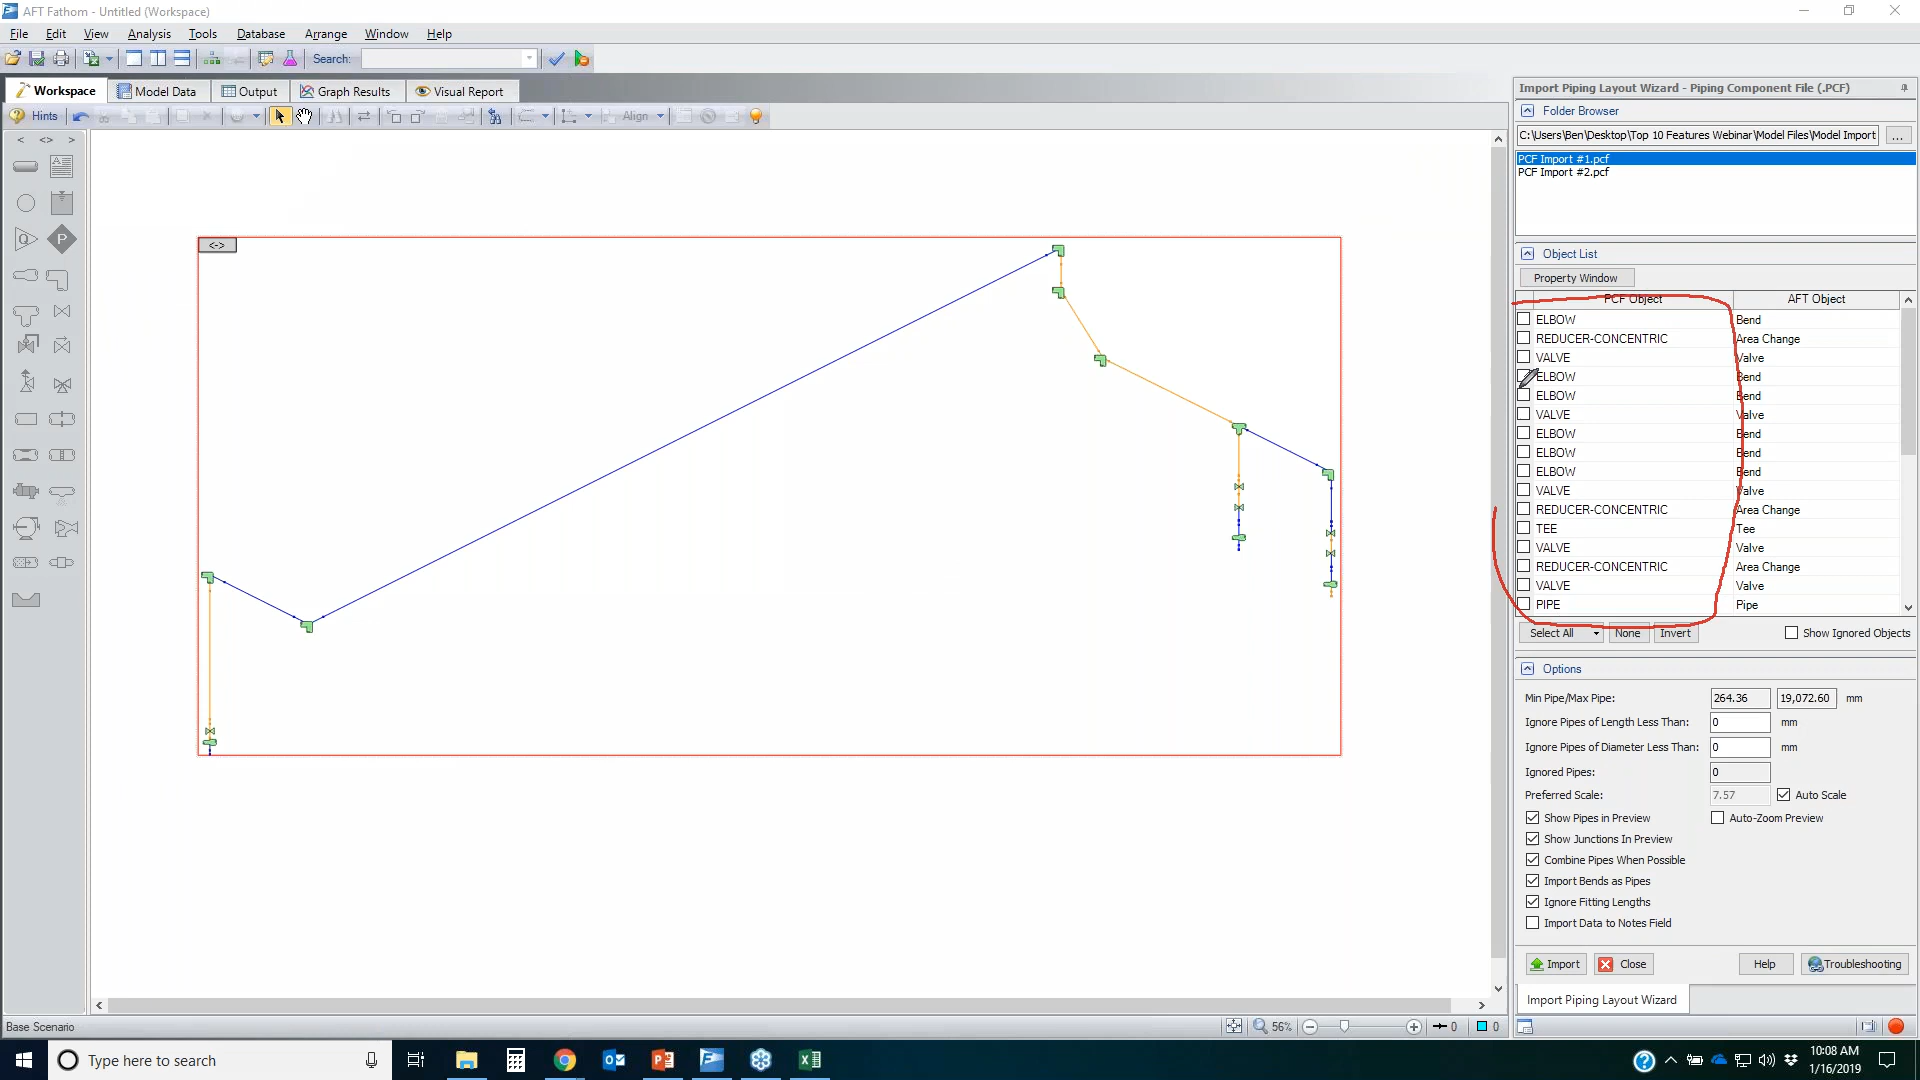 AFT Fathom - Untitled (Workspace)
File Edit View Analysis Tools Database Arrange Window Help
Search:
Workspace Model Data Output Graph Results Visual Report
Hints Align
< <> >
<->
Import Piping Layout Wizard - Piping Component File (.PCF)
Folder Browser
C:\Users\Ben\Desktop\Top 10 Features Webinar\Model Files\Model Import ...
PCF Import #1.pcf
PCF Import #2.pcf
Object List
Property Window
PCF Object AFT Object
ELBOW Bend
REDUCER-CONCENTRIC Area Change
VALVE Valve
ELBOW Bend
ELBOW Bend
VALVE Valve
ELBOW Bend
ELBOW Bend
ELBOW Bend
VALVE Valve
REDUCER-CONCENTRIC Area Change
TEE Tee
VALVE Valve
REDUCER-CONCENTRIC Area Change
VALVE Valve
PIPE Pipe
Select All None Invert Show Ignored Objects
Options
Min Pipe/Max Pipe: 264.36 19,072.60 mm
Ignore Pipes of Length Less Than: 0 mm
Ignore Pipes of Diameter Less Than: 0 mm
Ignored Pipes: 0
Preferred Scale: 7.57 Auto Scale
Show Pipes in Preview Auto-Zoom Preview
Show Junctions In Preview
Combine Pipes When Possible
Import Bends as Pipes
Ignore Fitting Lengths
Import Data to Notes Field
Import Close Help Troubleshooting
Import Piping Layout Wizard
Base Scenario 56% 0 0
Type here to search
10:08 AM
1/16/2019